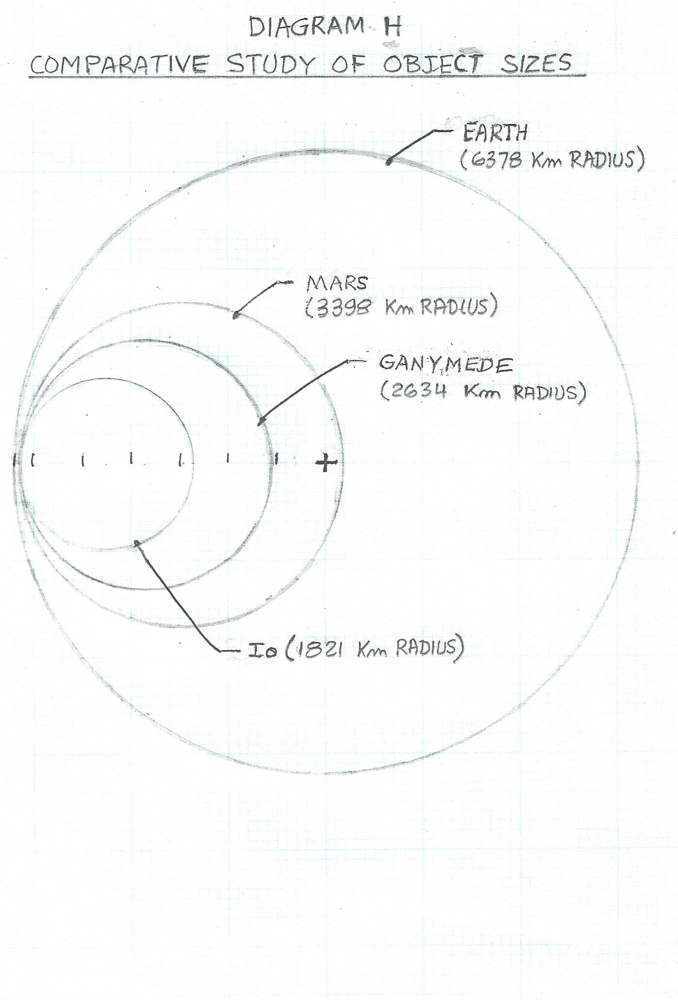 DIAGRAM H
COMPARATIVE STUDY OF OBJECT SIZES
EARTH
(6378 Km RADIUS)
MARS
(3398 Km RADIUS)
GANYMEDE
(2634 Km RADIUS)
Io (1821 Km RADIUS)